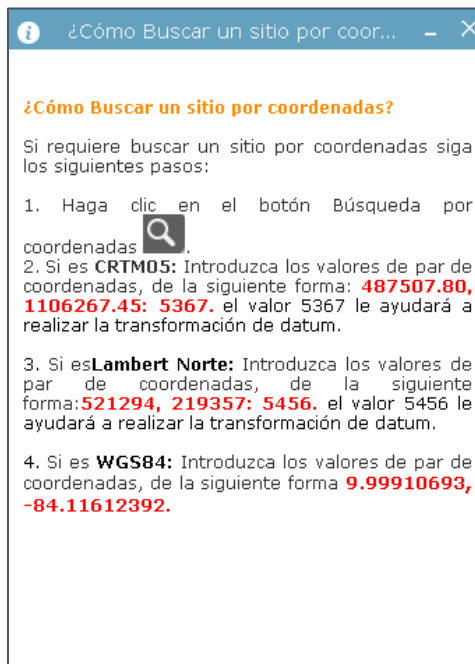 ¿Cómo Buscar un sitio por coor...
¿Cómo Buscar un sitio por coordenadas?
Si requiere buscar un sitio por coordenadas siga
los siguientes pasos:
1. Haga clic en el botón Búsqueda por
coordenadas .
2. Si es CRTM05: Introduzca los valores de par de
coordenadas, de la siguiente forma: 487507.80,
1106267.45: 5367. el valor 5367 le ayudará a
realizar la transformación de datum.
3. Si esLambert Norte: Introduzca los valores de
par de coordenadas, de la siguiente
forma:521294, 219357: 5456. el valor 5456 le
ayudará a realizar la transformación de datum.
4. Si es WGS84: Introduzca los valores de par de
coordenadas, de la siguiente forma 9.99910693,
-84.11612392.